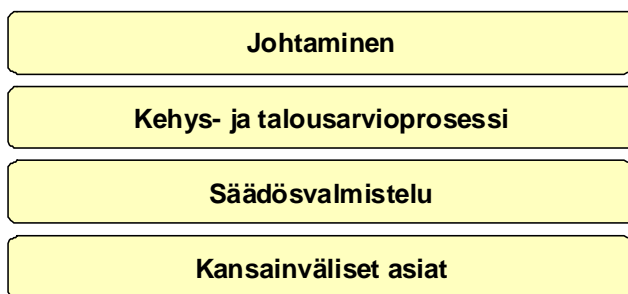 Johtaminen
Kehys- ja talousarvioprosessi
Säädösvalmistelu
Kansainväliset asiat